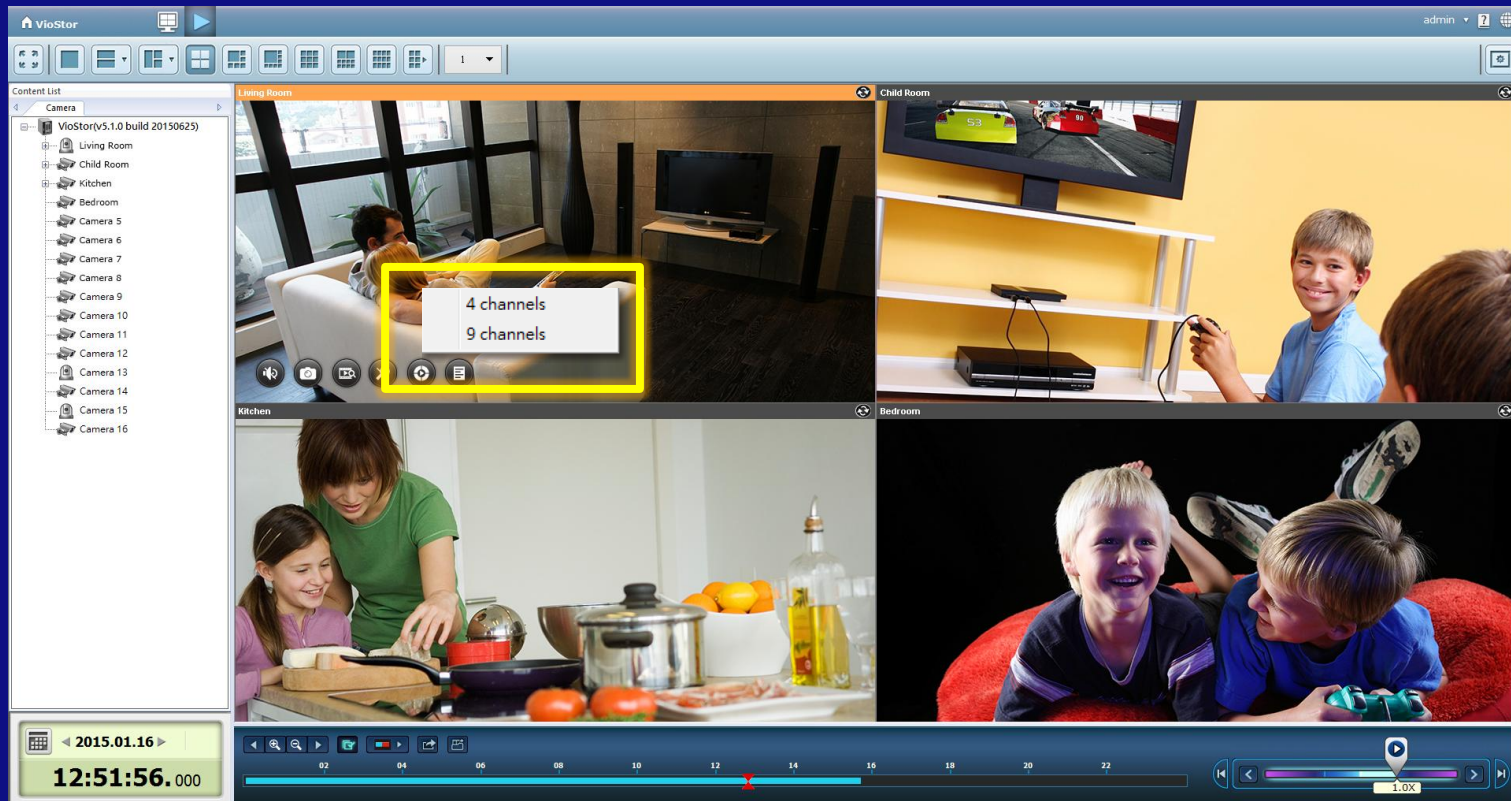 VioStor
admin
?
1
Content List
Camera
VioStor(v5.1.0 build 20150625)
Living Room
Child Room
Kitchen
Bedroom
Camera 5
Camera 6
Camera 7
Camera 8
Camera 9
Camera 10
Camera 11
Camera 12
Camera 13
Camera 14
Camera 15
Camera 16
Living Room
4 channels
9 channels
Child Room
53
90
Kitchen
Bedroom
2015.01.16
12:51:56.000
02 04 06 08 10 12 14 16 18 20 22
1.0X